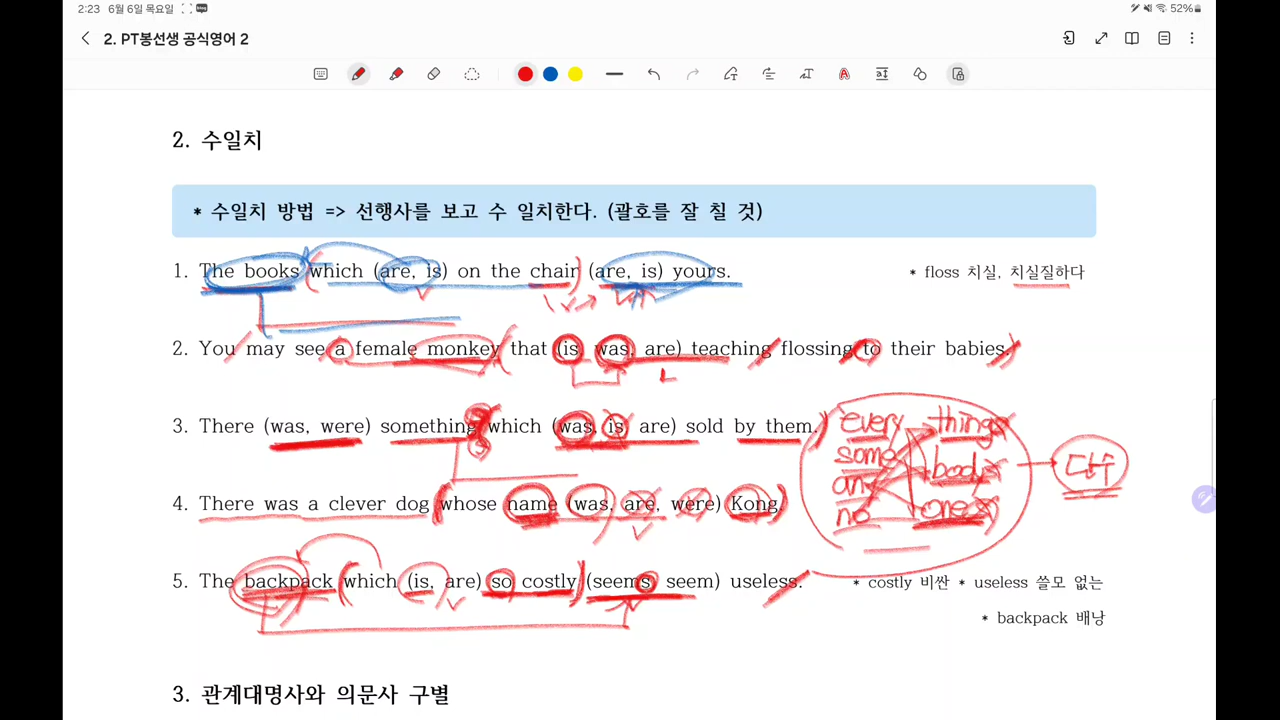 2:23 6월 6일 목요일 blog 52%
2. PT봉선생 공식영어 2
2. 수일치
* 수일치 방법 => 선행사를 보고 수 일치한다. (괄호를 잘 칠 것)
1. The books which (are, is) on the chair (are, is) yours. * floss 치실, 치실질하다
2. You may see a female monkey that (is, was, are) teaching flossing to their babies.
3. There (was, were) something which (was, is, are) sold by them.
every things
some bodys
any
no ones
단수
4. There was a clever dog whose name (was, are, were) Kong.
5. The backpack which (is, are) so costly (seems, seem) useless. * costly 비싼 * useless 쓸모 없는
* backpack 배낭
3. 관계대명사와 의문사 구별